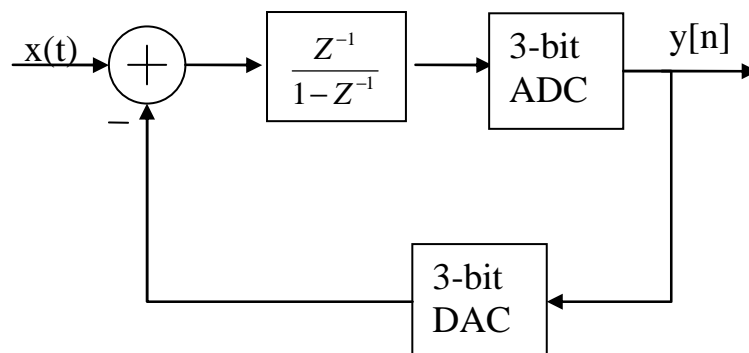 x(t)
+
−
Z^{-1}
1 − Z^{-1}
3-bit
ADC
y[n]
3-bit
DAC